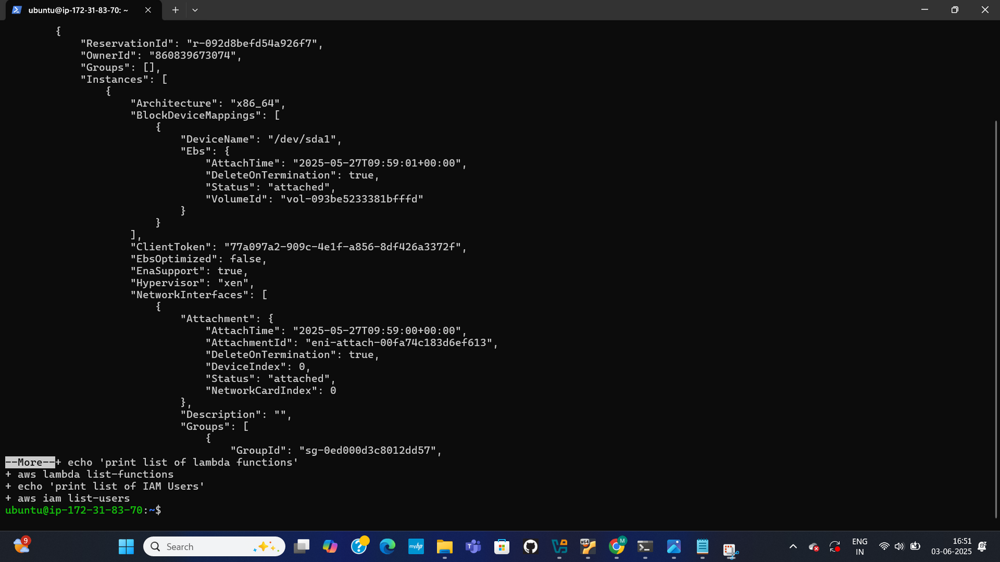 ubuntu@ip-172-31-83-70: ~
{
"ReservationId": "r-092d8befd54a926f7",
"OwnerId": "860839673074",
"Groups": [],
"Instances": [
{
"Architecture": "x86_64",
"BlockDeviceMappings": [
{
"DeviceName": "/dev/sda1",
"Ebs": {
"AttachTime": "2025-05-27T09:59:01+00:00",
"DeleteOnTermination": true,
"Status": "attached",
"VolumeId": "vol-093be5233381bfffd"
}
}
],
"ClientToken": "77a097a2-909c-4e1f-a856-8df426a3372f",
"EbsOptimized": false,
"EnaSupport": true,
"Hypervisor": "xen",
"NetworkInterfaces": [
{
"Attachment": {
"AttachTime": "2025-05-27T09:59:00+00:00",
"AttachmentId": "eni-attach-00fa74c183d6ef613",
"DeleteOnTermination": true,
"DeviceIndex": 0,
"Status": "attached",
"NetworkCardIndex": 0
},
"Description": "",
"Groups": [
{
"GroupId": "sg-0ed000d3c8012dd57",
--More--+ echo 'print list of lambda functions'
+ aws lambda list-functions
+ echo 'print list of IAM Users'
+ aws iam list-users
ubuntu@ip-172-31-83-70:~$
9
Search
myhp
T
X64
M
ENG
IN
16:51
03-06-2025